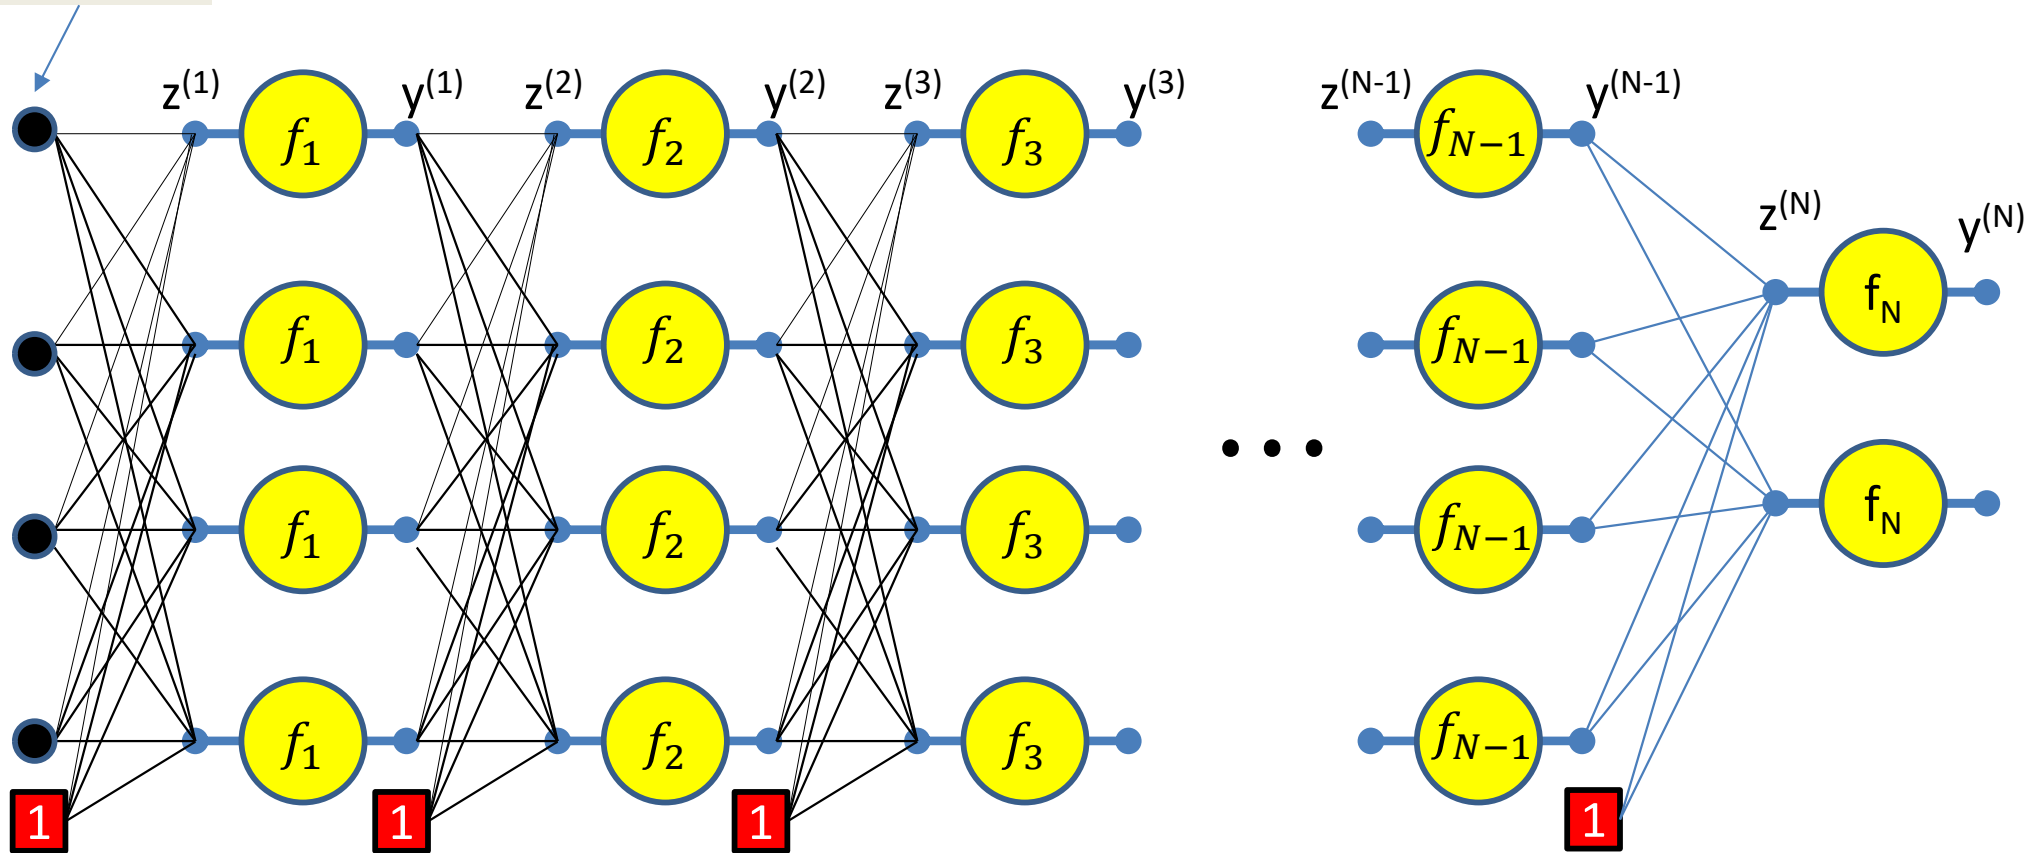 z(1) y(1) z(2) y(2) z(3) y(3) z(N-1) y(N-1)
f1 f2 f3 fN−1
z(N) y(N)
fN
f1 f2 f3 fN−1
fN
f1 f2 f3 fN−1
f1 f2 f3 fN−1
1 1 1 1